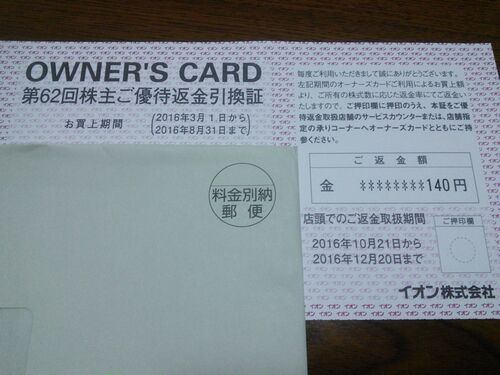 OWNER'S CARD
第62回株主ご優待返金引換証
お買上期間 (2016年3月 1日から
2016年8月31日まで)
毎度ご利用いただきまして誠にありがとうございます。
左記期間のオーナーズカードご利用によるお買上額
より、ご所有の株式数に応じた返金率にてご返金い
たしますので、ご押印欄に押印のうえ、本証をご優
待返金取扱店舗のサービスカウンターまたは、店舗指
定の承りコーナーへオーナーズカードとともにご持
参ください。
ご返金額
金 ********140円
店頭でのご返金取扱期間
2016年10月21日から
2016年12月20日まで
ご押印欄
イオン株式会社
料金別納
郵便